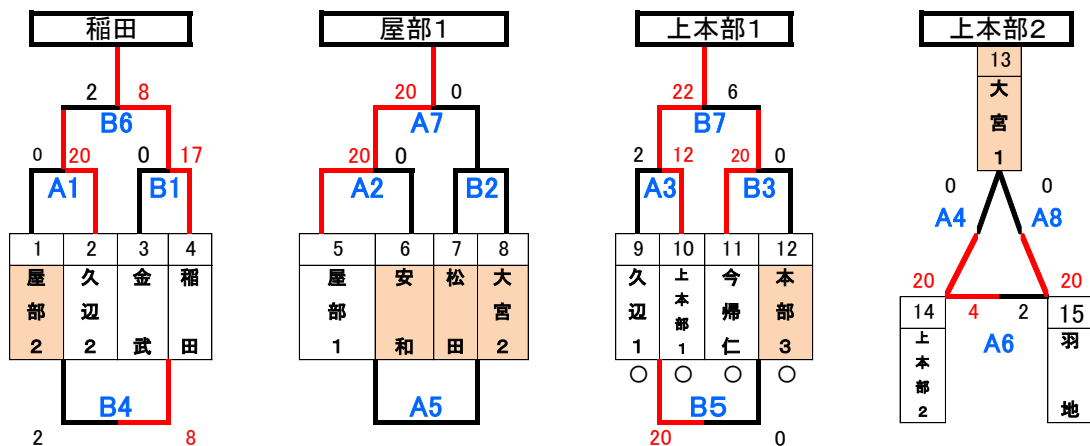 稲田
屋部1
上本部1
上本部2
2 8
B6
0 20
A1
0 17
B1
1 2 3 4
屋部2
久辺2
金武
稲田
B4
2 8
20 0
A7
20 0
A2
B2
5 6 7 8
屋部1
安和
松田
大宮2
A5
22 6
B7
2 12
A3
20 0
B3
9 10 11 12
久辺1
上本部1
今帰仁
本部3
○ ○ ○ ○
B5
20 0
13
大宮1
0 0
A4 A8
20 20
4 2
A6
14 15
上本部2
羽地